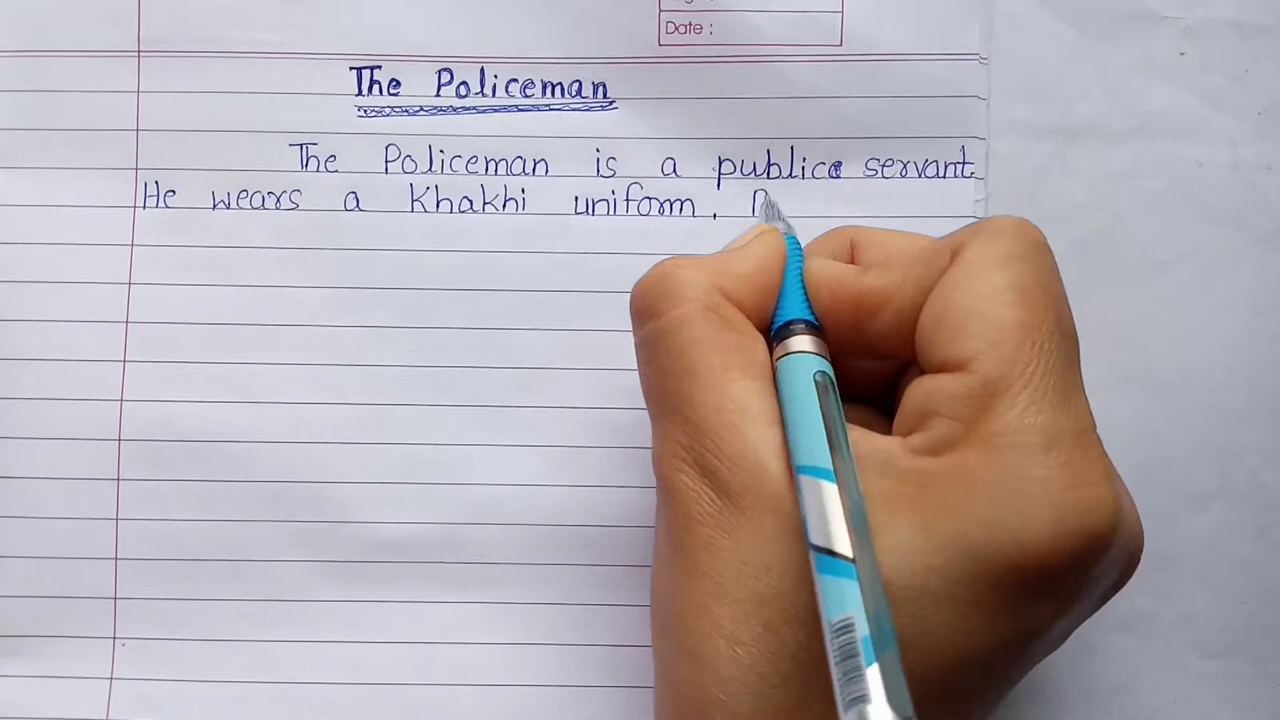 Date :
The Policeman
The Policeman is a publice servant.
He wears a Khakhi uniform.